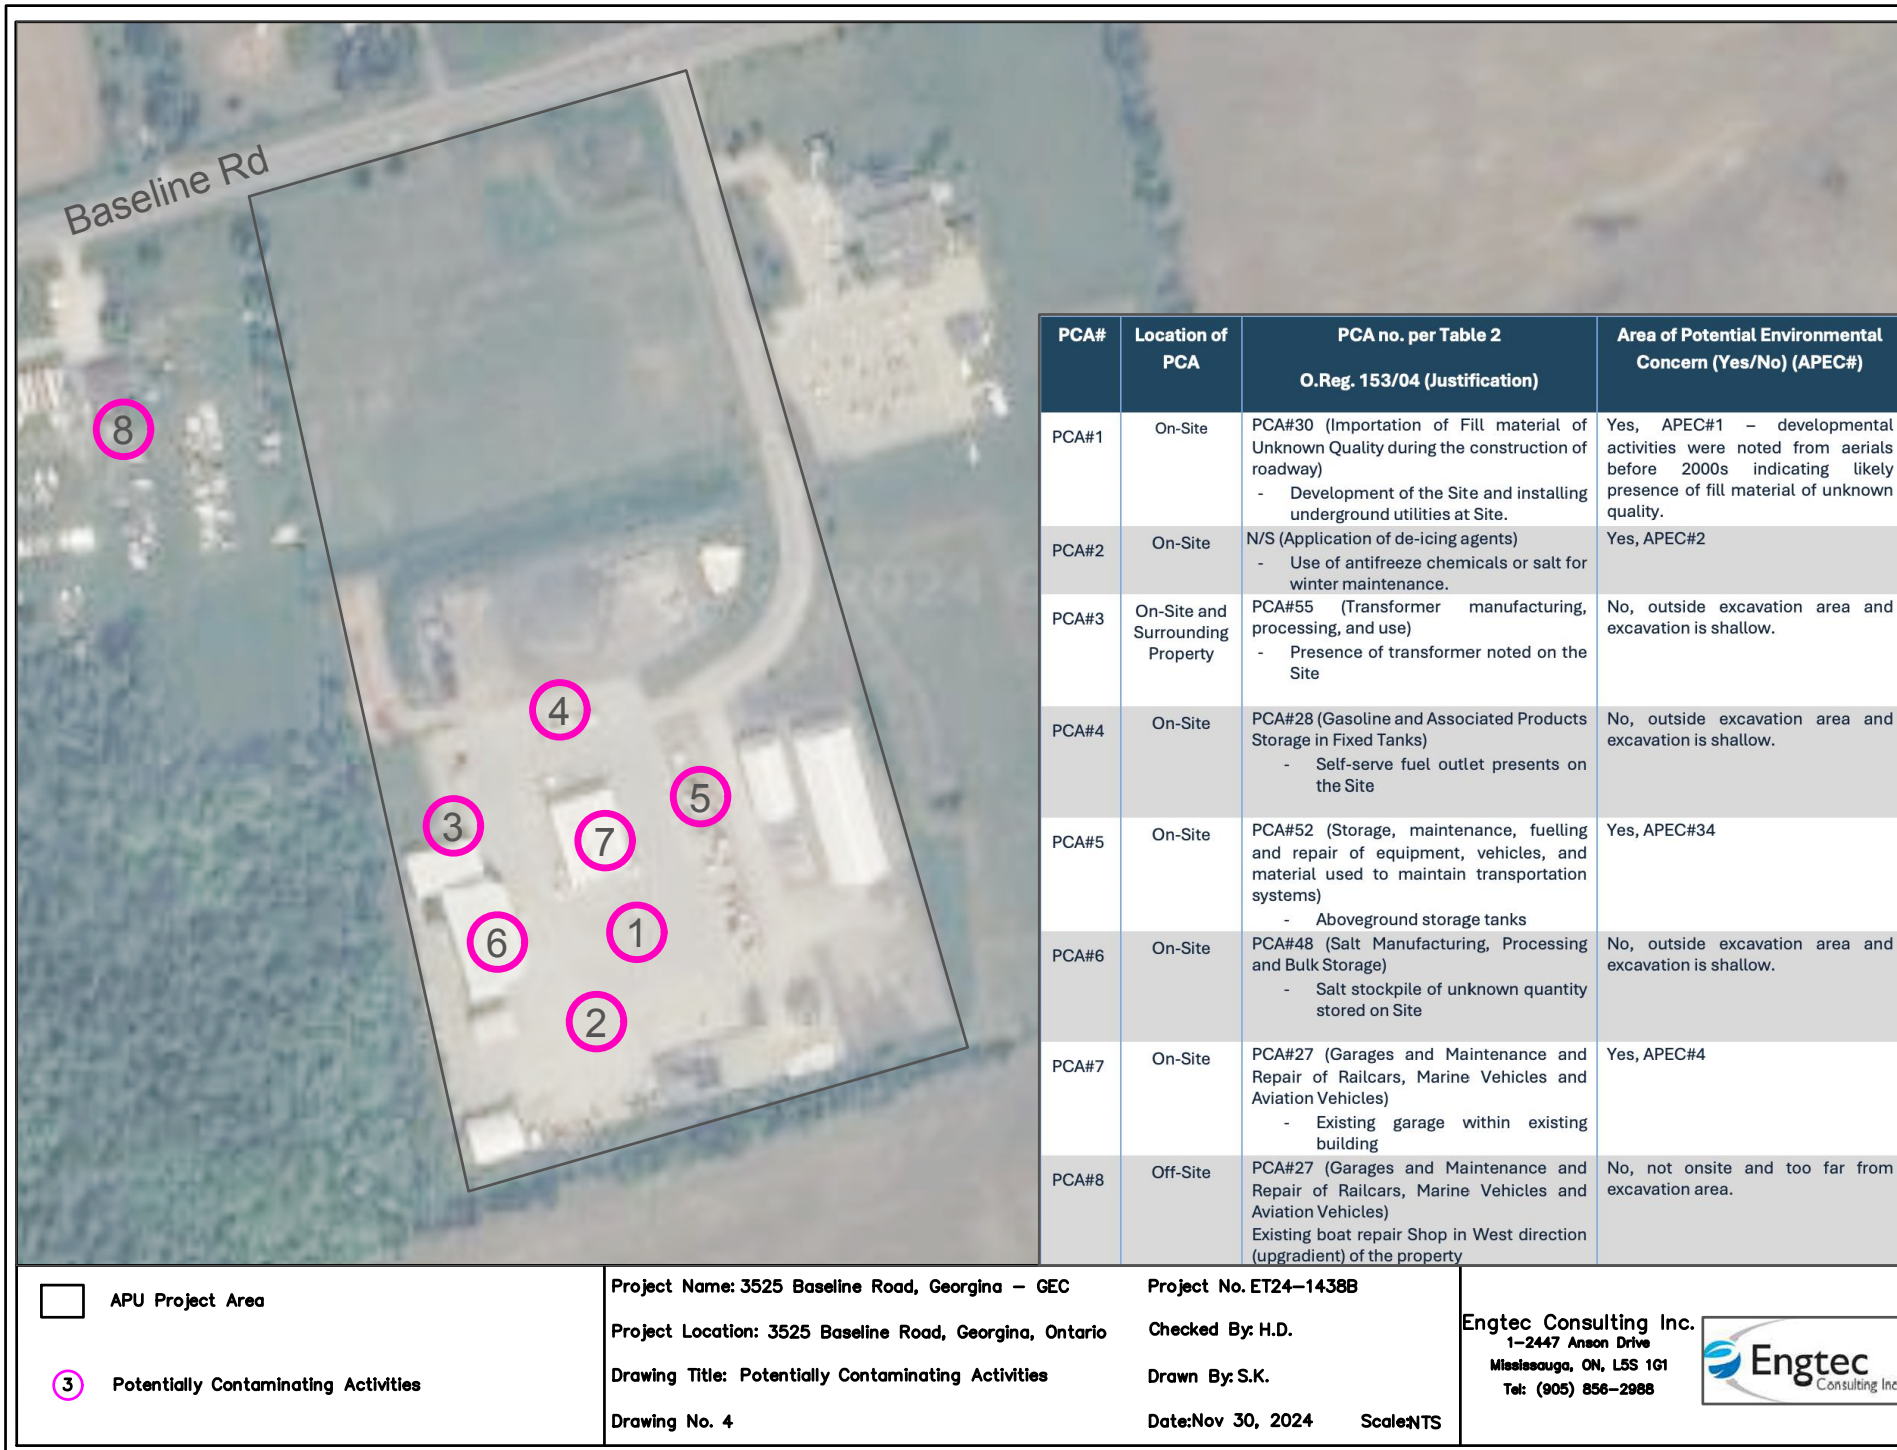 Baseline Rd
8
4
5
3
7
6
1
2
PCA#
Location of
PCA
PCA no. per Table 2
O.Reg. 153/04 (Justification)
Area of Potential Environmental
Concern (Yes/No) (APEC#)
PCA#1
On-Site
PCA#30 (Importation of Fill material of
Unknown Quality during the construction of
roadway)
- Development of the Site and installing
underground utilities at Site.
Yes, APEC#1 – developmental
activities were noted from aerials
before 2000s indicating likely
presence of fill material of unknown
quality.
PCA#2
On-Site
N/S (Application of de-icing agents)
- Use of antifreeze chemicals or salt for
winter maintenance.
Yes, APEC#2
PCA#3
On-Site and
Surrounding
Property
PCA#55 (Transformer manufacturing,
processing, and use)
- Presence of transformer noted on the
Site
No, outside excavation area and
excavation is shallow.
PCA#4
On-Site
PCA#28 (Gasoline and Associated Products
Storage in Fixed Tanks)
- Self-serve fuel outlet presents on
the Site
No, outside excavation area and
excavation is shallow.
PCA#5
On-Site
PCA#52 (Storage, maintenance, fuelling
and repair of equipment, vehicles, and
material used to maintain transportation
systems)
- Aboveground storage tanks
Yes, APEC#34
PCA#6
On-Site
PCA#48 (Salt Manufacturing, Processing
and Bulk Storage)
- Salt stockpile of unknown quantity
stored on Site
No, outside excavation area and
excavation is shallow.
PCA#7
On-Site
PCA#27 (Garages and Maintenance and
Repair of Railcars, Marine Vehicles and
Aviation Vehicles)
- Existing garage within existing
building
Yes, APEC#4
PCA#8
Off-Site
PCA#27 (Garages and Maintenance and
Repair of Railcars, Marine Vehicles and
Aviation Vehicles)
Existing boat repair Shop in West direction
(upgradient) of the property
No, not onsite and too far from
excavation area.
APU Project Area
3 Potentially Contaminating Activities
Project Name: 3525 Baseline Road, Georgina – GEC
Project Location: 3525 Baseline Road, Georgina, Ontario
Drawing Title: Potentially Contaminating Activities
Drawing No. 4
Project No. ET24–1438B
Checked By: H.D.
Drawn By: S.K.
Date:Nov 30, 2024 Scale:NTS
Engtec Consulting Inc.
1–2447 Anson Drive
Mississauga, ON, L5S 1G1
Tel: (905) 856–2988
Engtec
Consulting Inc